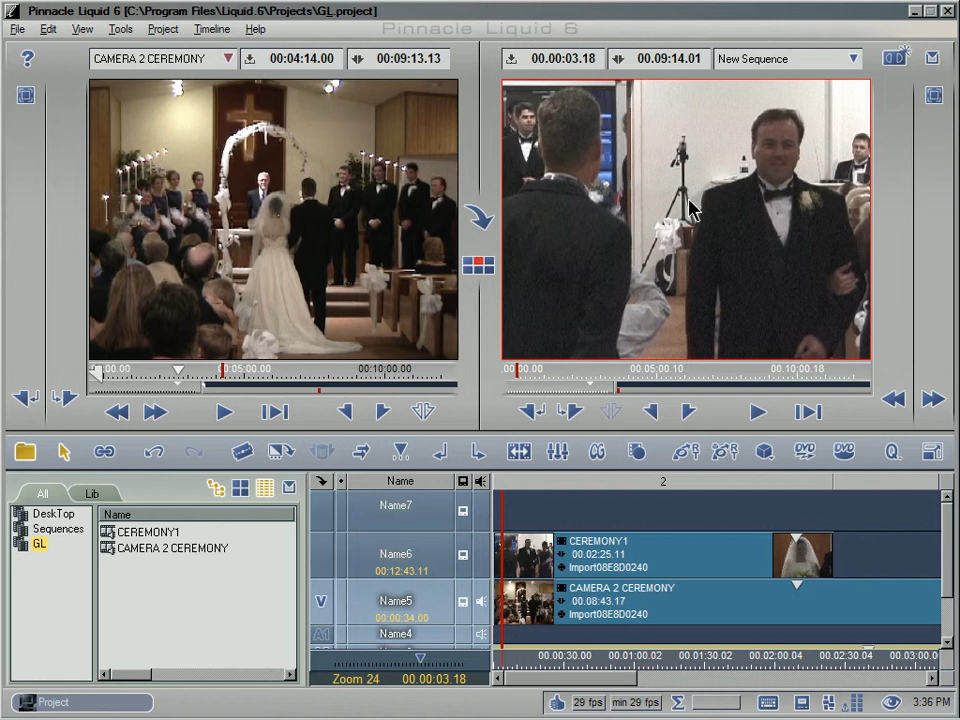 Pinnacle Liquid 6 [C:\Program Files\Liquid.6\Projects\GL.project]
File Edit View Tools Project Timeline Help
Pinnacle Liquid 6
CAMERA 2 CEREMONY 00:04:14.00 00:09:13.13
00.00:03.18 00.09:14.01 New Sequence
:00.00 00:05:00.00 00:10:00.00
00:00.00 00.05:00.10 00.10:00.18
All Lib
DeskTop
Sequences
GL
Name
CEREMONY1
CAMERA 2 CEREMONY
Name 2
Name7
Name6
00:12:43.11
CEREMONY1
00.02:25.11
Import08E8D0240
V Name5
00:00:34.00
CAMERA 2 CEREMONY
00.08:43.17
Import08E8D0240
A1 Name4
00.00:30.00 00.01:00.02 00.01:30.02 00.02:00.04 00.02:30.04 00.03:00.0
Zoom 24 00.00:03.18
Project
29 fps min 29 fps 3:36 PM